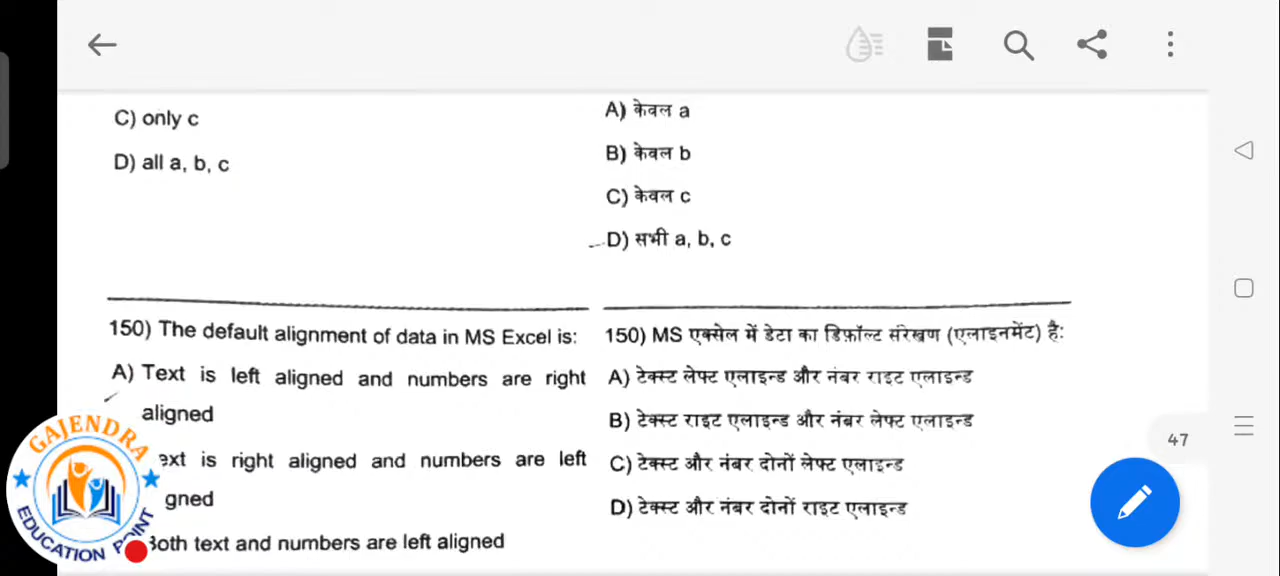 C) only c
D) all a, b, c
A) केवल a
B) केवल b
C) केवल c
D) सभी a, b, c
150) The default alignment of data in MS Excel is:
A) Text is left aligned and numbers are right
aligned
ext is right aligned and numbers are left
gned
Both text and numbers are left aligned
150) MS एक्सेल में डेटा का डिफ़ॉल्ट संरेखण (एलाइनमेंट) है:
A) टेक्स्ट लेफ्ट एलाइन्ड और नंबर राइट एलाइन्ड
B) टेक्स्ट राइट एलाइन्ड और नंबर लेफ्ट एलाइन्ड
C) टेक्स्ट और नंबर दोनों लेफ्ट एलाइन्ड
D) टेक्स्ट और नंबर दोनों राइट एलाइन्ड
47
GAJENDRA
EDUCATION POINT